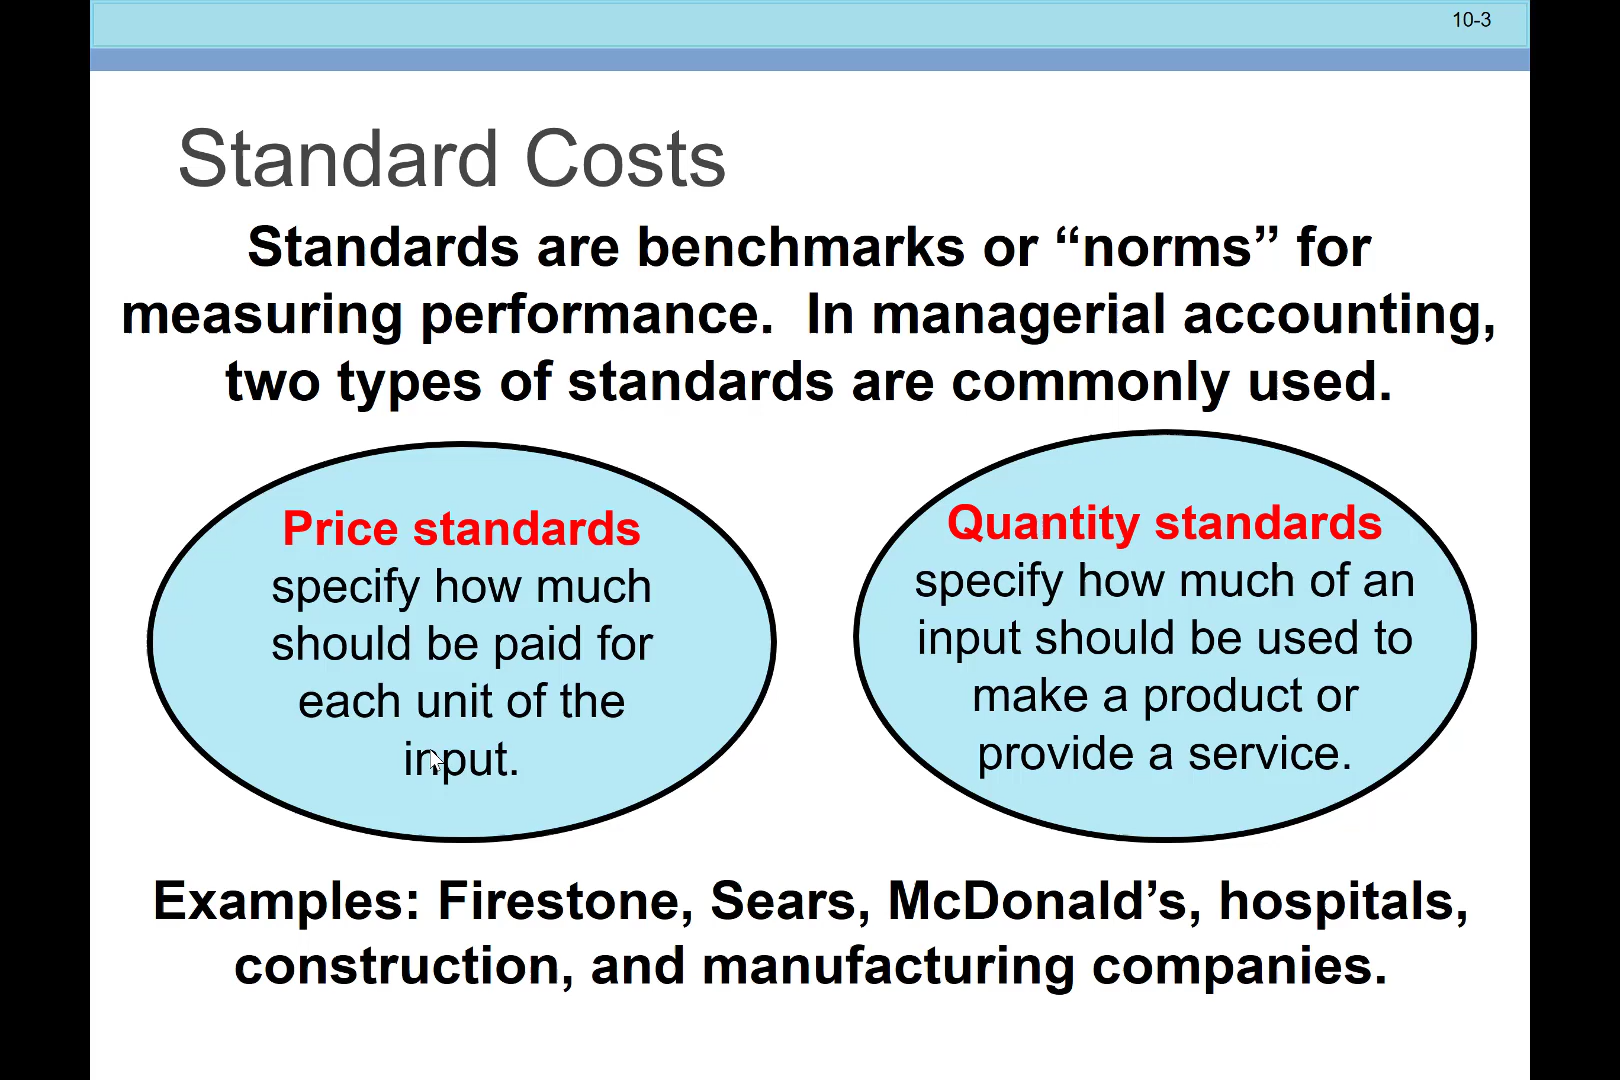 10-3
Standard Costs
Standards are benchmarks or “norms” for
measuring performance.  In managerial accounting,
two types of standards are commonly used.
Price standards
specify how much
should be paid for
each unit of the
input.
Quantity standards
specify how much of an
input should be used to
make a product or
provide a service.
Examples: Firestone, Sears, McDonald’s, hospitals,
construction, and manufacturing companies.